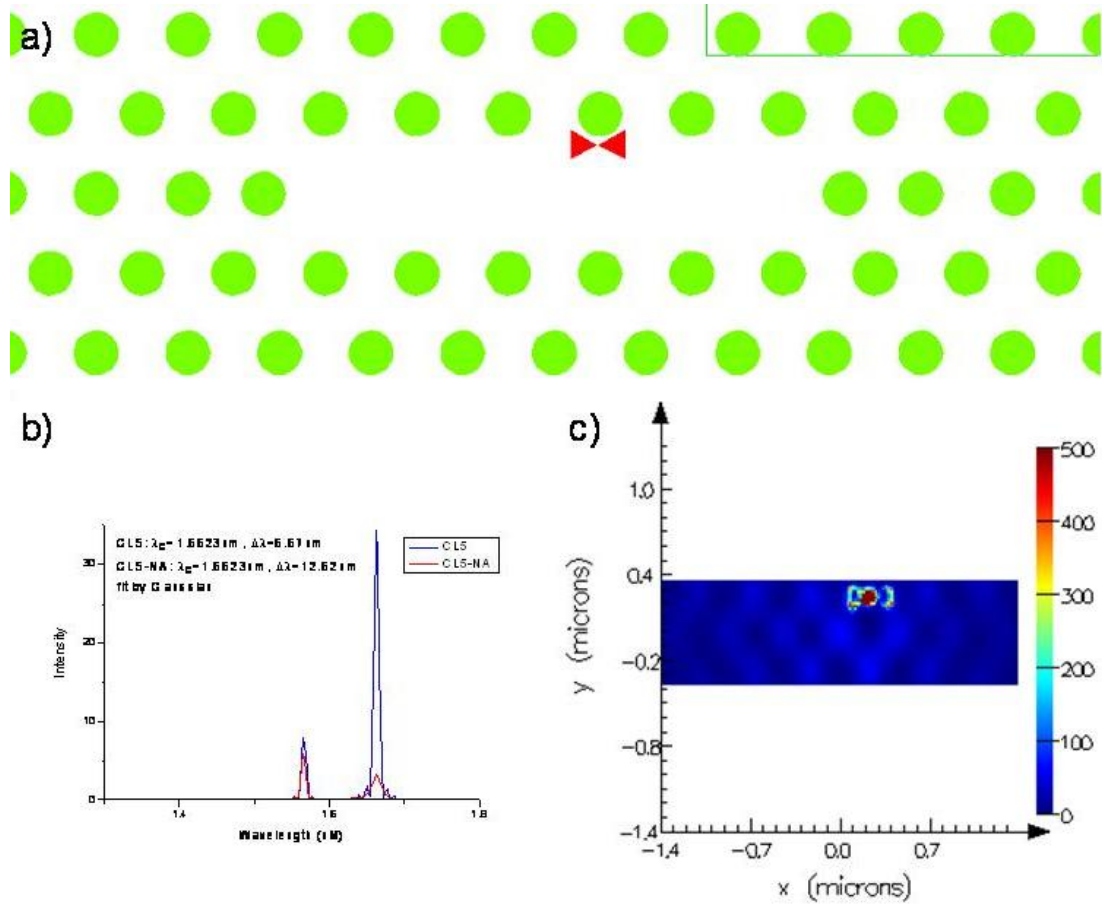 a)
b)
c)
CL5: λc= 1.6623nm , Δλ=6.67nm
CL5-NA: λc=1.6623nm , Δλ=12.62nm
fit by Gaussian
CL5
CL5-NA
Intensity
30
20
10
0
1.4
1.6
1.8
Wavelength (nM)
y (microns)
1.0
0.4
−0.2
−0.8
−1.4
−1.4
−0.7
0.0
0.7
x (microns)
500
400
300
200
100
0